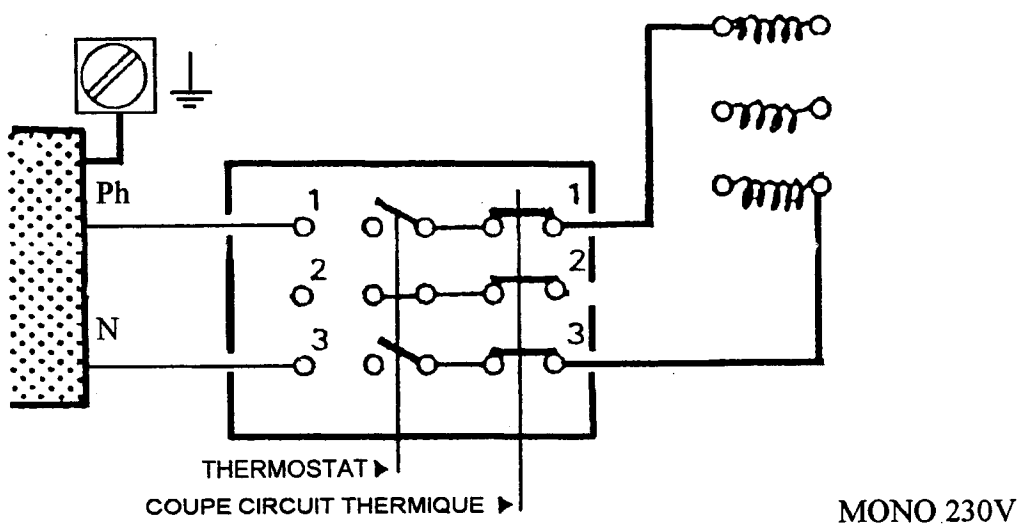 Ph
1
1
2
2
N
3
3
THERMOSTAT
COUPE CIRCUIT THERMIQUE
MONO 230V